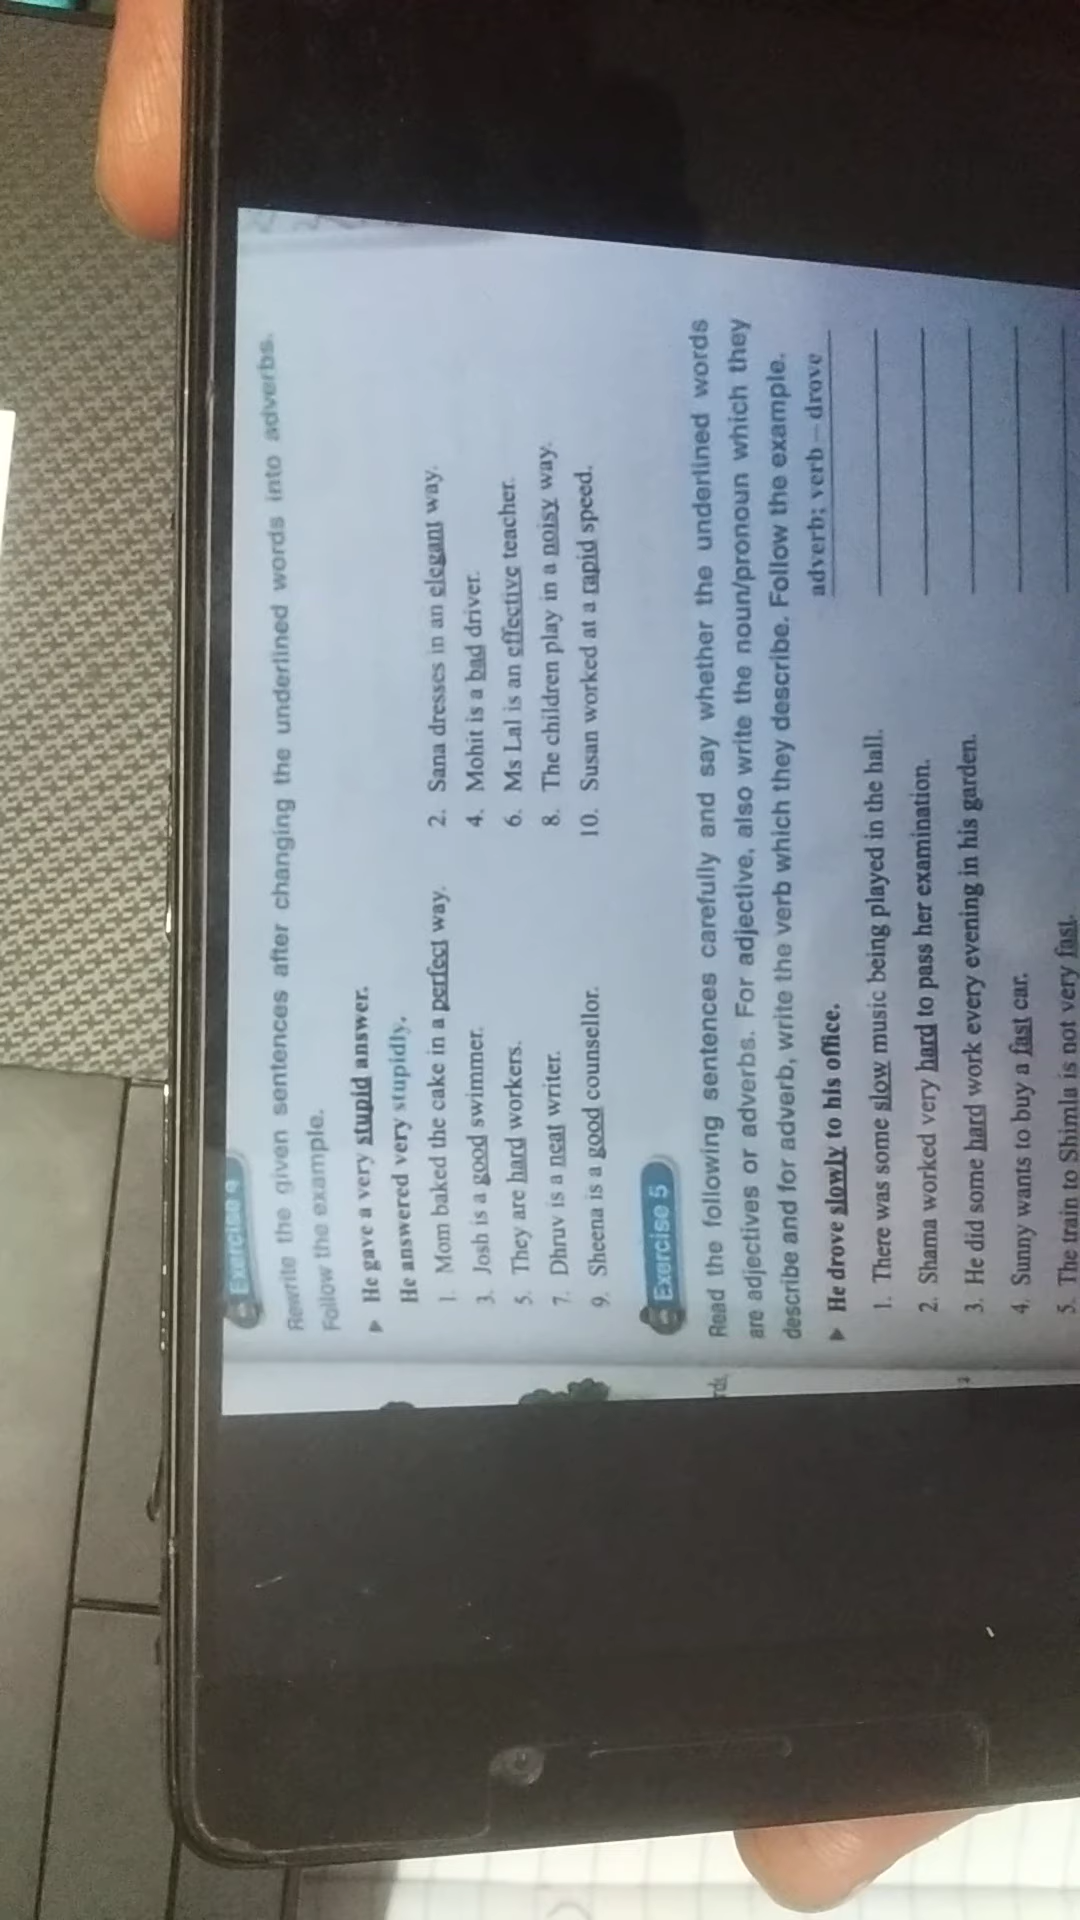 Exercise 4
Rewrite the given sentences after changing the underlined words into adverbs.
Follow the example.
► He gave a very stupid answer.
He answered very stupidly.
1. Mom baked the cake in a perfect way.
2. Sana dresses in an elegant way.
3. Josh is a good swimmer.
4. Mohit is a bad driver.
5. They are hard workers.
6. Ms Lal is an effective teacher.
7. Dhruv is a neat writer.
8. The children play in a noisy way.
9. Sheena is a good counsellor.
10. Susan worked at a rapid speed.
Exercise 5
Read the following sentences carefully and say whether the underlined words
are adjectives or adverbs. For adjective, also write the noun/pronoun which they
describe and for adverb, write the verb which they describe. Follow the example.
► He drove slowly to his office. adverb; verb – drove
1. There was some slow music being played in the hall.
2. Shama worked very hard to pass her examination.
3. He did some hard work every evening in his garden.
4. Sunny wants to buy a fast car.
5. The train to Shimla is not very fast.